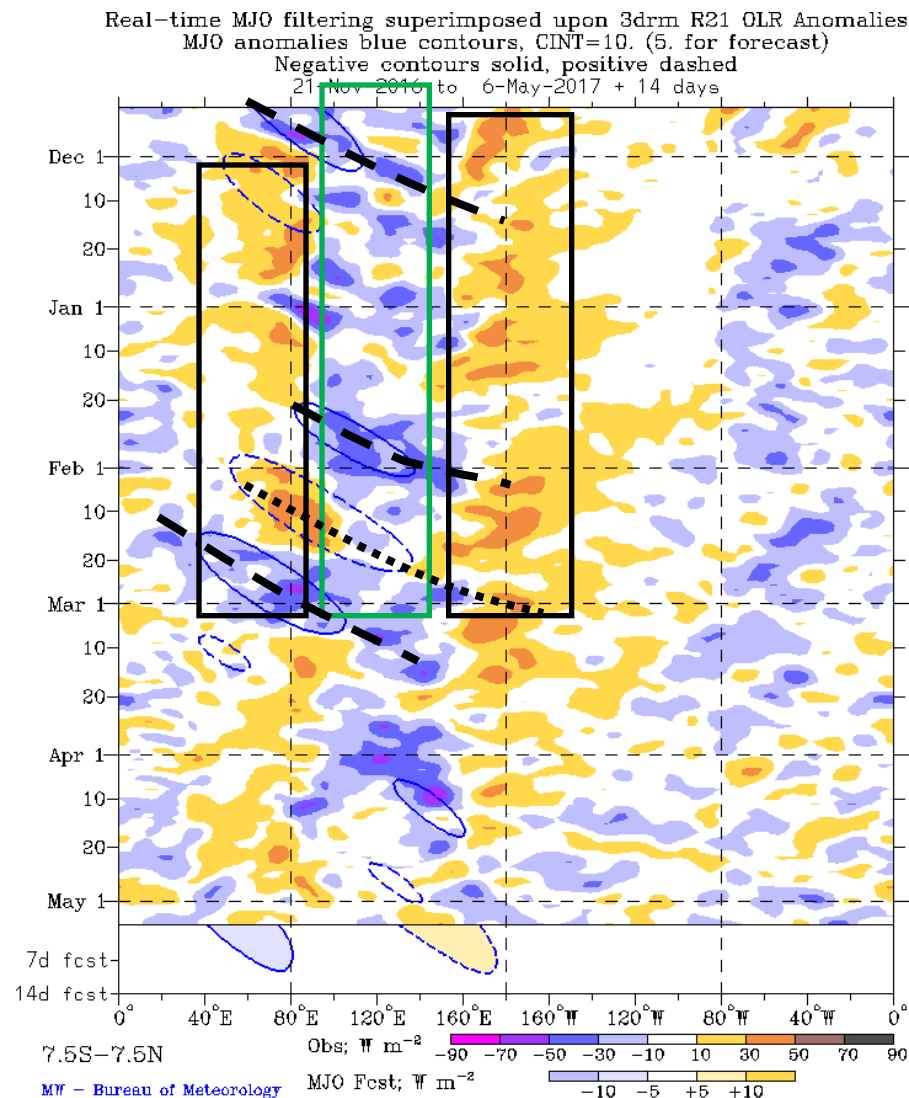 Real-time MJO filtering superimposed upon 3drm R21 OLR Anomalies
MJO anomalies blue contours, CINT=10. (5. for forecast)
Negative contours solid, positive dashed
21-Nov-2016 to 6-May-2017 + 14 days
Dec 1
10
20
Jan 1
10
20
Feb 1
10
20
Mar 1
10
20
Apr 1
10
20
May 1
7d fcst
14d fcst
0° 40°E 80°E 120°E 160°E 160°W 120°W 80°W 40°W 0°
7.5S-7.5N
Obs; W m⁻² -90 -70 -50 -30 -10 10 30 50 70 90
MJO Fcst; W m⁻² -10 -5 +5 +10
MW - Bureau of Meteorology